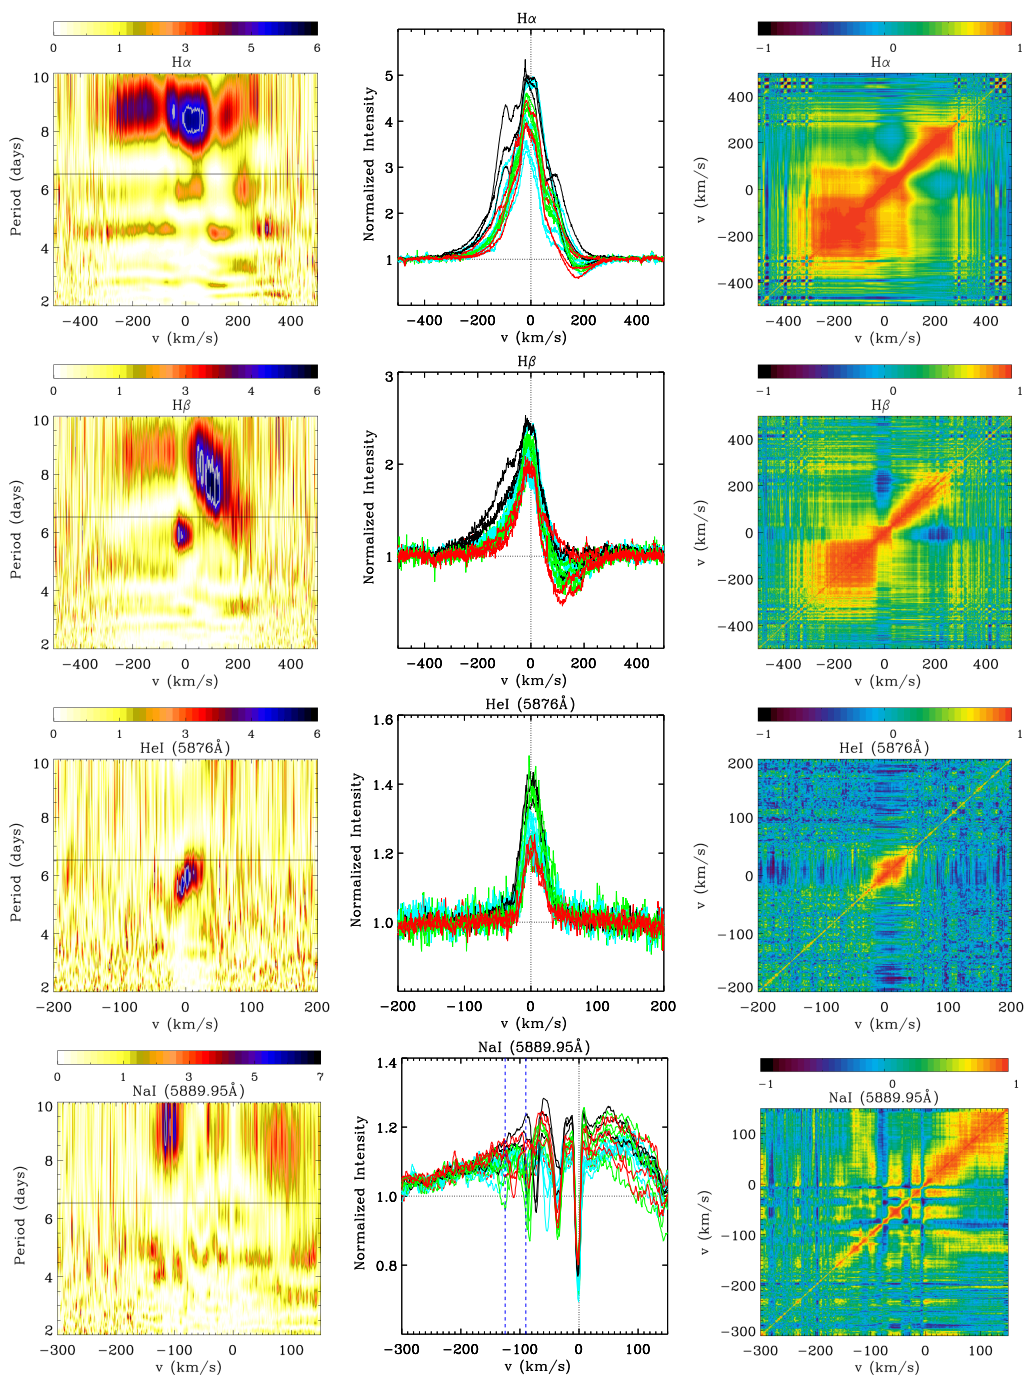 0 1 3 4 6
Hα
10
8
6
4
2
Period (days)
−400 −200 0 200 400
v (km/s)
Hα
5
4
3
2
1
Normalized Intensity
−400 −200 0 200 400
v (km/s)
−1 0 1
Hα
400
200
0
−200
−400
v (km/s)
−400 −200 0 200 400
v (km/s)
0 1 3 4 6
Hβ
10
8
6
4
2
Period (days)
−400 −200 0 200 400
v (km/s)
Hβ
3
2
1
Normalized Intensity
−400 −200 0 200 400
v (km/s)
−1 0 1
Hβ
400
200
0
−200
−400
v (km/s)
−400 −200 0 200 400
v (km/s)
0 1 3 4 6
HeI (5876Å)
10
8
6
4
2
Period (days)
−200 −100 0 100 200
v (km/s)
HeI (5876Å)
1.6
1.4
1.2
1.0
Normalized Intensity
−200 −100 0 100 200
v (km/s)
−1 0 1
HeI (5876Å)
200
100
0
−100
−200
v (km/s)
−200 −100 0 100 200
v (km/s)
0 1 3 5 7
NaI (5889.95Å)
10
8
6
4
2
Period (days)
−300 −200 −100 0 100
v (km/s)
NaI (5889.95Å)
1.4
1.2
1.0
0.8
Normalized Intensity
−300 −200 −100 0 100
v (km/s)
−1 0 1
NaI (5889.95Å)
100
0
−100
−200
−300
v (km/s)
−300 −200 −100 0 100
v (km/s)